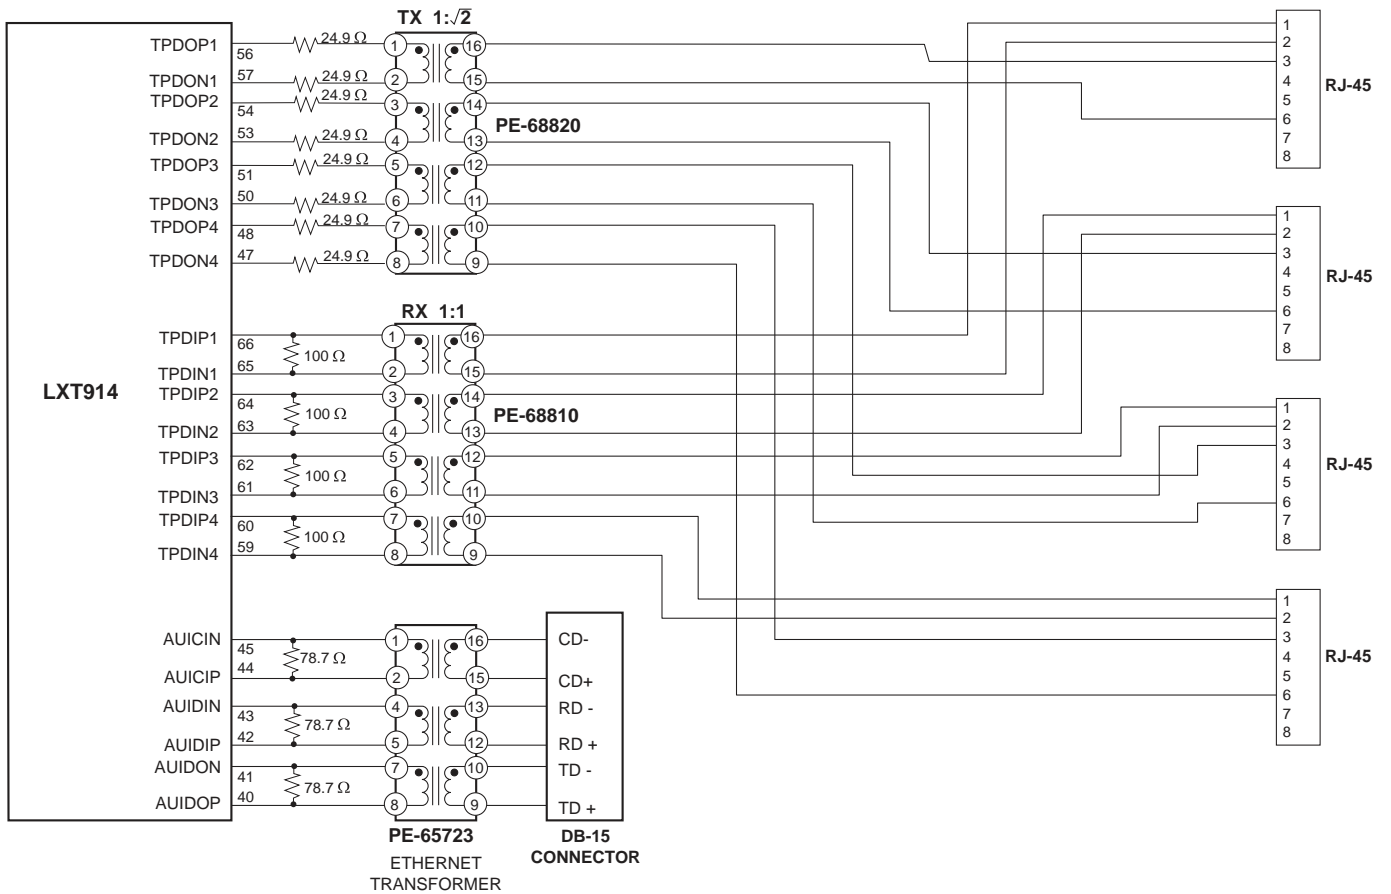 TX 1:√2
TPDOP1 56 24.9 Ω 1 16
TPDON1 57 24.9 Ω 2 15
TPDOP2 54 24.9 Ω 3 14
PE-68820
TPDON2 53 24.9 Ω 4 13
TPDOP3 51 24.9 Ω 5 12
TPDON3 50 24.9 Ω 6 11
TPDOP4 48 24.9 Ω 7 10
TPDON4 47 24.9 Ω 8 9
RX 1:1
TPDIP1 66 1 16
100 Ω
TPDIN1 65 2 15
LXT914
TPDIP2 64 3 14
100 Ω
PE-68810
TPDIN2 63 4 13
TPDIP3 62 5 12
100 Ω
TPDIN3 61 6 11
TPDIP4 60 7 10
100 Ω
TPDIN4 59 8 9
AUICIN 45 1 16 CD-
78.7 Ω
AUICIP 44 2 15 CD+
AUIDIN 43 4 13 RD -
78.7 Ω
AUIDIP 42 5 12 RD +
AUIDON 41 7 10 TD -
78.7 Ω
AUIDOP 40 8 9 TD +
PE-65723
ETHERNET
TRANSFORMER
DB-15
CONNECTOR
1
2
3
4
5
6
7
8
RJ-45
1
2
3
4
5
6
7
8
RJ-45
1
2
3
4
5
6
7
8
RJ-45
1
2
3
4
5
6
7
8
RJ-45